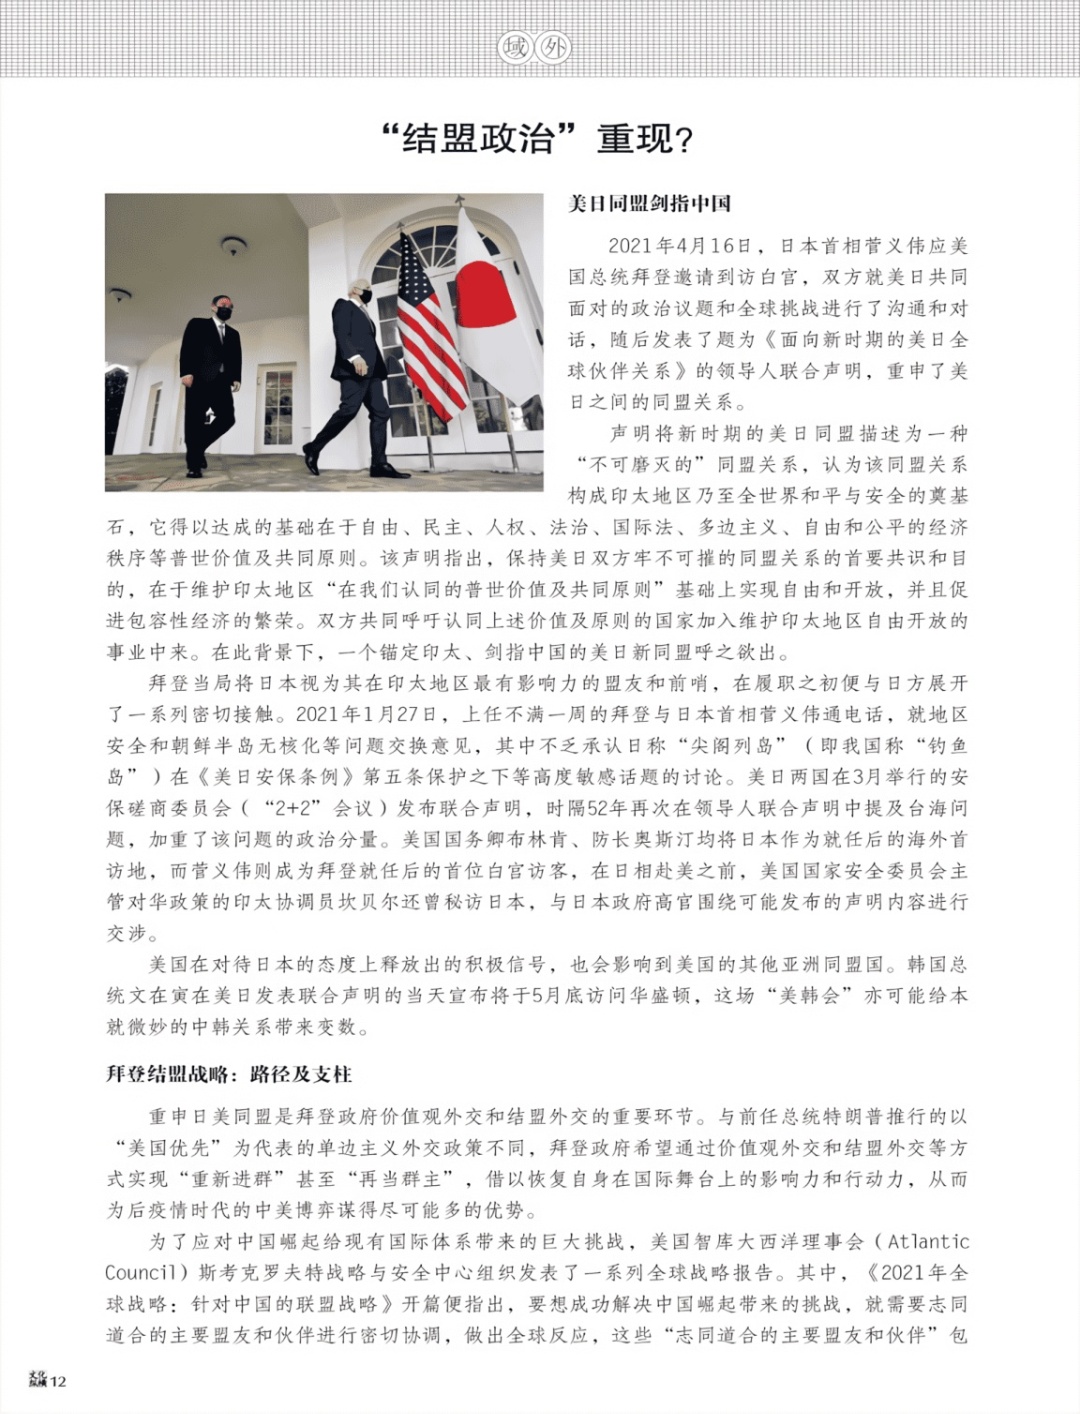 域外
“结盟政治”重现？
美日同盟剑指中国
2021年4月16日，日本首相菅义伟应美
国总统拜登邀请到访白宫，双方就美日共同
面对的政治议题和全球挑战进行了沟通和对
话，随后发表了题为《面向新时期的美日全
球伙伴关系》的领导人联合声明，重申了美
日之间的同盟关系。
声明将新时期的美日同盟描述为一种
“不可磨灭的”同盟关系，认为该同盟关系
构成印太地区乃至全世界和平与安全的奠基
石，它得以达成的基础在于自由、民主、人权、法治、国际法、多边主义、自由和公平的经济
秩序等普世价值及共同原则。该声明指出，保持美日双方牢不可摧的同盟关系的首要共识和目
的，在于维护印太地区“在我们认同的普世价值及共同原则”基础上实现自由和开放，并且促
进包容性经济的繁荣。双方共同呼吁认同上述价值及原则的国家加入维护印太地区自由开放的
事业中来。在此背景下，一个锚定印太、剑指中国的美日新同盟呼之欲出。
拜登当局将日本视为其在印太地区最有影响力的盟友和前哨，在履职之初便与日方展开
了一系列密切接触。2021年1月27日，上任不满一周的拜登与日本首相菅义伟通电话，就地区
安全和朝鲜半岛无核化等问题交换意见，其中不乏承认日称“尖阁列岛”（即我国称“钓鱼
岛”）在《美日安保条例》第五条保护之下等高度敏感话题的讨论。美日两国在3月举行的安
保磋商委员会（“2+2”会议）发布联合声明，时隔52年再次在领导人联合声明中提及台海问
题，加重了该问题的政治分量。美国国务卿布林肯、防长奥斯汀均将日本作为就任后的海外首
访地，而菅义伟则成为拜登就任后的首位白宫访客，在日相赴美之前，美国国家安全委员会主
管对华政策的印太协调员坎贝尔还曾秘访日本，与日本政府高官围绕可能发布的声明内容进行
交涉。
美国在对待日本的态度上释放出的积极信号，也会影响到美国的其他亚洲同盟国。韩国总
统文在寅在美日发表联合声明的当天宣布将于5月底访问华盛顿，这场“美韩会”亦可能给本
就微妙的中韩关系带来变数。
拜登结盟战略：路径及支柱
重申日美同盟是拜登政府价值观外交和结盟外交的重要环节。与前任总统特朗普推行的以
“美国优先”为代表的单边主义外交政策不同，拜登政府希望通过价值观外交和结盟外交等方
式实现“重新进群”甚至“再当群主”，借以恢复自身在国际舞台上的影响力和行动力，从而
为后疫情时代的中美博弈谋得尽可能多的优势。
为了应对中国崛起给现有国际体系带来的巨大挑战，美国智库大西洋理事会（Atlantic
Council）斯考克罗夫特战略与安全中心组织发表了一系列全球战略报告。其中，《2021年全
球战略：针对中国的联盟战略》开篇便指出，要想成功解决中国崛起带来的挑战，就需要志同
道合的主要盟友和伙伴进行密切协调，做出全球反应，这些“志同道合的主要盟友和伙伴”包
文化纵横 12